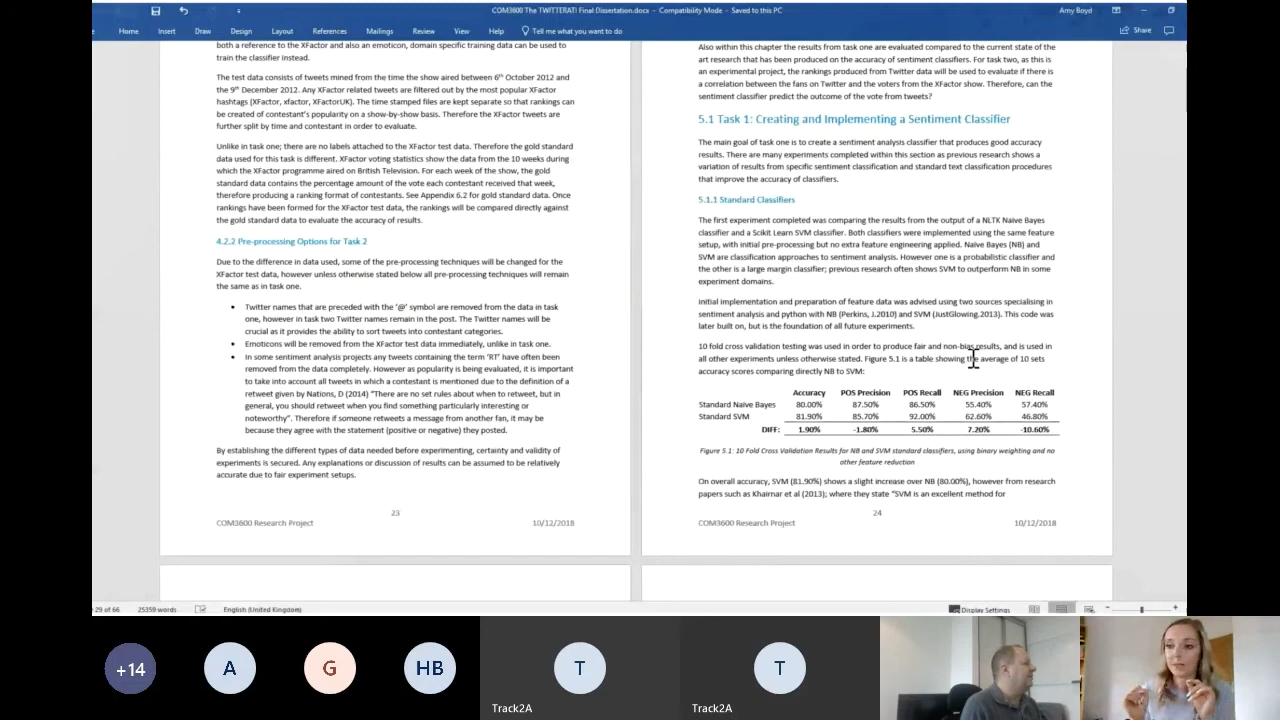 COM3600 The TWITTERATI Final Dissertation.docx - Compatibility Mode - Saved to this PC
Amy Boyd
Home Insert Draw Design Layout References Mailings Review View Help Tell me what you want to do
Share
both a reference to the XFactor and also an emoticon, domain specific training data can be used to
train the classifier instead.
The test data consists of tweets mined from the time the show aired between 6th October 2012 and
the 9th December 2012. Any XFactor related tweets are filtered out by the most popular XFactor
hashtags (XFactor, xfactor, XFactorUK). The time stamped files are kept separate so that rankings can
be created of contestant's popularity on a show-by-show basis. Therefore the XFactor tweets are
further split by time and contestant in order to evaluate.
Unlike in task one; there are no labels attached to the XFactor test data. Therefore the gold standard
data used for this task is different. XFactor voting statistics show the data from the 10 weeks during
which the XFactor programme aired on British Television. For each week of the show, the gold
standard data contains the percentage amount of the vote each contestant received that week,
therefore producing a ranking format of contestants. See Appendix 6.2 for gold standard data. Once
rankings have been formed for the XFactor test data, the rankings will be compared directly against
the gold standard data to evaluate the accuracy of results.
4.2.2 Pre-processing Options for Task 2
Due to the difference in data used, some of the pre-processing techniques will be changed for the
XFactor test data, however unless otherwise stated below all pre-processing techniques will remain
the same as in task one.
• Twitter names that are preceded with the '@' symbol are removed from the data in task
one, however in task two Twitter names remain in the post. The Twitter names will be
crucial as it provides the ability to sort tweets into contestant categories.
• Emoticons will be removed from the XFactor test data immediately, unlike in task one.
• In some sentiment analysis projects any tweets containing the term 'RT' have often been
removed from the data completely. However as popularity is being evaluated, it is important
to take into account all tweets in which a contestant is mentioned due to the definition of a
retweet given by Nations, D (2014) "There are no set rules about when to retweet, but in
general, you should retweet when you find something particularly interesting or
noteworthy". Therefore if someone retweets a message from another fan, it may be
because they agree with the statement (positive or negative) they posted.
By establishing the different types of data needed before experimenting, certainty and validity of
experiments is secured. Any explanations or discussion of results can be assumed to be relatively
accurate due to fair experiment setups.
23
COM3600 Research Project 10/12/2018
Also within this chapter the results from task one are evaluated compared to the current state of the
art research that has been produced on the accuracy of sentiment classifiers. For task two, as this is
an experimental project, the rankings produced from Twitter data will be used to evaluate if there is
a correlation between the fans on Twitter and the voters from the XFactor show. Therefore, can the
sentiment classifier predict the outcome of the vote from tweets?
5.1 Task 1: Creating and Implementing a Sentiment Classifier
The main goal of task one is to create a sentiment analysis classifier that produces good accuracy
results. There are many experiments completed within this section as previous research shows a
variation of results from specific sentiment classification and standard text classification procedures
that improve the accuracy of classifiers.
5.1.1 Standard Classifiers
The first experiment completed was comparing the results from the output of a NLTK Naive Bayes
classifier and a Scikit Learn SVM classifier. Both classifiers were implemented using the same feature
setup, with initial pre-processing but no extra feature engineering applied. Naive Bayes (NB) and
SVM are classification approaches to sentiment analysis. However one is a probabilistic classifier and
the other is a large margin classifier; previous research often shows SVM to outperform NB in some
experiment domains.
Initial implementation and preparation of feature data was advised using two sources specialising in
sentiment analysis and python with NB (Perkins, J.2010) and SVM (JustGlowing.2013). This code was
later built on, but is the foundation of all future experiments.
10 fold cross validation testing was used in order to produce fair and non-bias results, and is used in
all other experiments unless otherwise stated. Figure 5.1 is a table showing the average of 10 sets
accuracy scores comparing directly NB to SVM:
Accuracy POS Precision POS Recall NEG Precision NEG Recall
Standard Naive Bayes 80.00% 87.50% 86.50% 55.40% 57.40%
Standard SVM 81.90% 85.70% 92.00% 62.60% 46.80%
DIFF: 1.90% -1.80% 5.50% 7.20% -10.60%
Figure 5.1: 10 Fold Cross Validation Results for NB and SVM standard classifiers, using binary weighting and no
other feature reduction
On overall accuracy, SVM (81.90%) shows a slight increase over NB (80.00%), however from research
papers such as Khairnar et al (2013); where they state "SVM is an excellent method for
24
COM3600 Research Project 10/12/2018
29 of 66 25359 words English (United Kingdom) Display Settings
+14 A G HB T T
Track2A Track2A